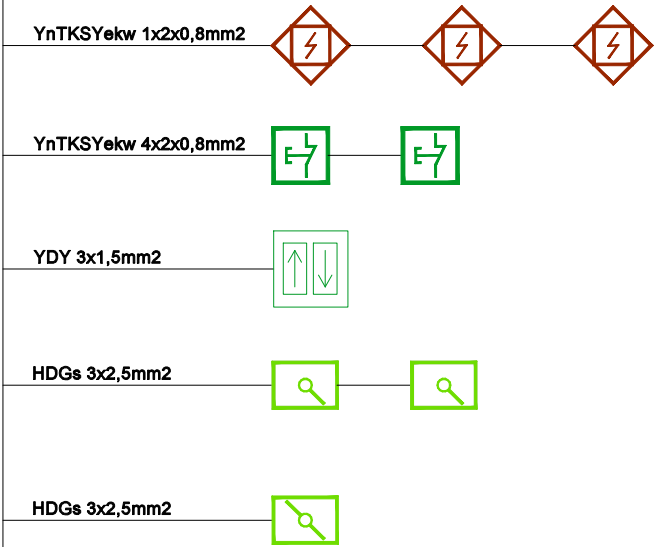 YnTKSYekw 1x2x0,8mm2
YnTKSYekw 4x2x0,8mm2
YDY 3x1,5mm2
HDGs 3x2,5mm2
HDGs 3x2,5mm2